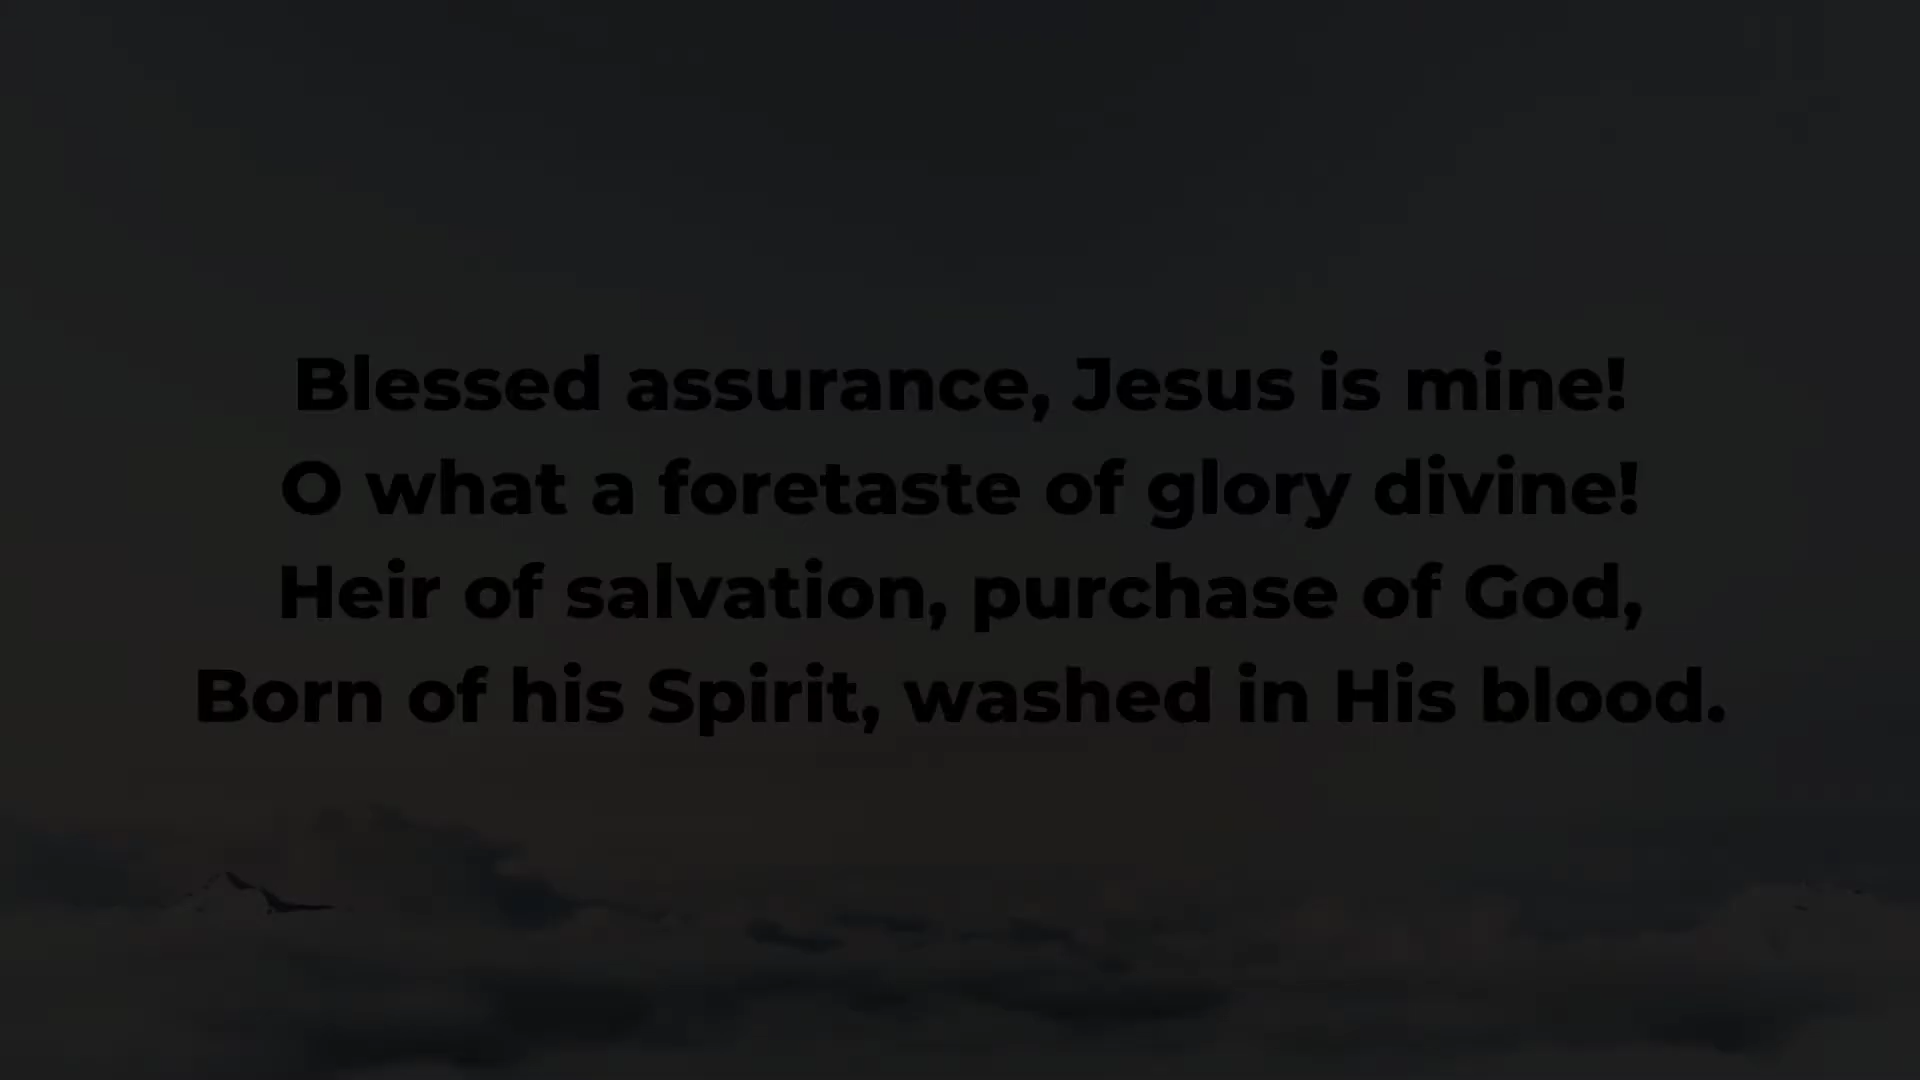 Blessed assurance, Jesus is mine!
O what a foretaste of glory divine!
Heir of salvation, purchase of God,
Born of his Spirit, washed in His blood.